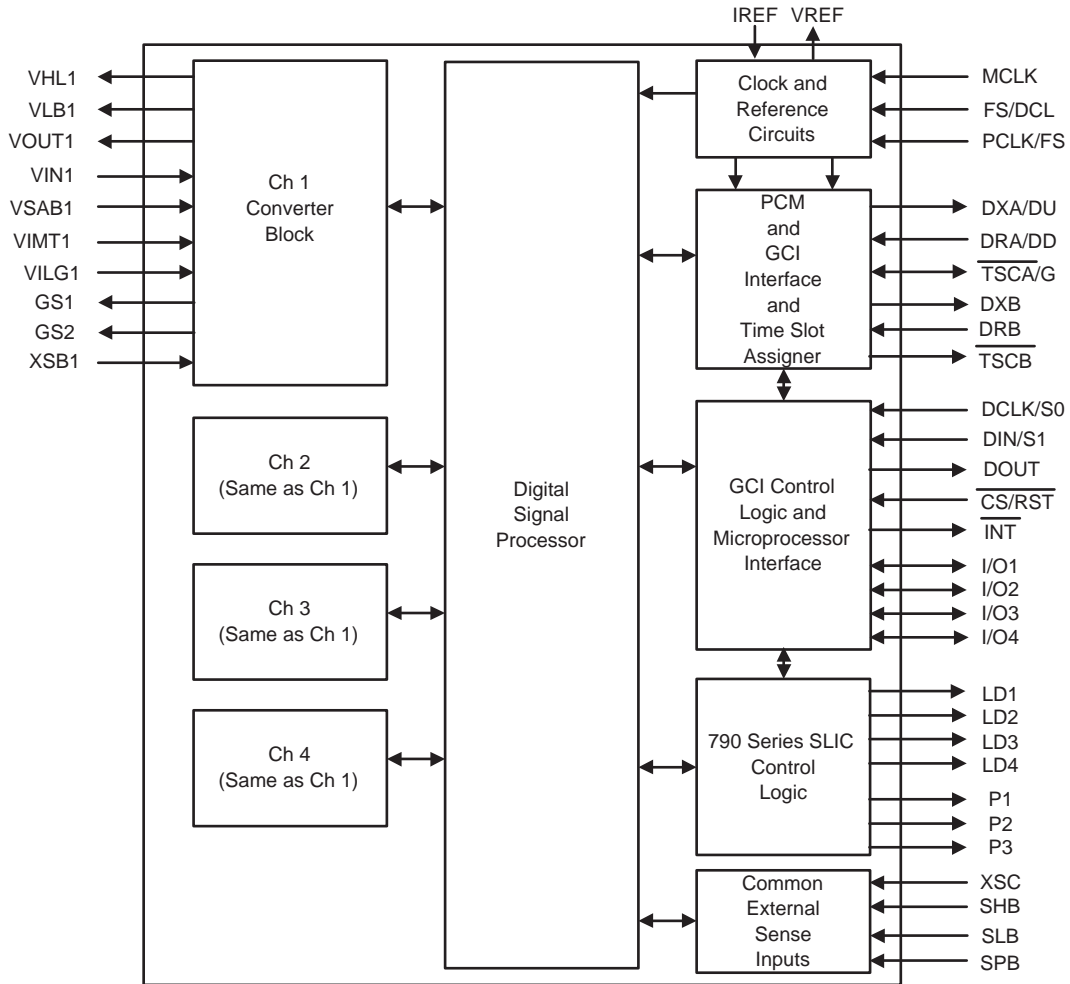 IREF VREF
VHL1
VLB1
VOUT1
VIN1
VSAB1
VIMT1
VILG1
GS1
GS2
XSB1
Ch 1
Converter
Block
Ch 2
(Same as Ch 1)
Ch 3
(Same as Ch 1)
Ch 4
(Same as Ch 1)
Digital
Signal
Processor
Clock and
Reference
Circuits
PCM
and
GCI
Interface
and
Time Slot
Assigner
GCI Control
Logic and
Microprocessor
Interface
790 Series SLIC
Control
Logic
Common
External
Sense
Inputs
MCLK
FS/DCL
PCLK/FS
DXA/DU
DRA/DD
TSCA/G
DXB
DRB
TSCB
DCLK/S0
DIN/S1
DOUT
CS/RST
INT
I/O1
I/O2
I/O3
I/O4
LD1
LD2
LD3
LD4
P1
P2
P3
XSC
SHB
SLB
SPB